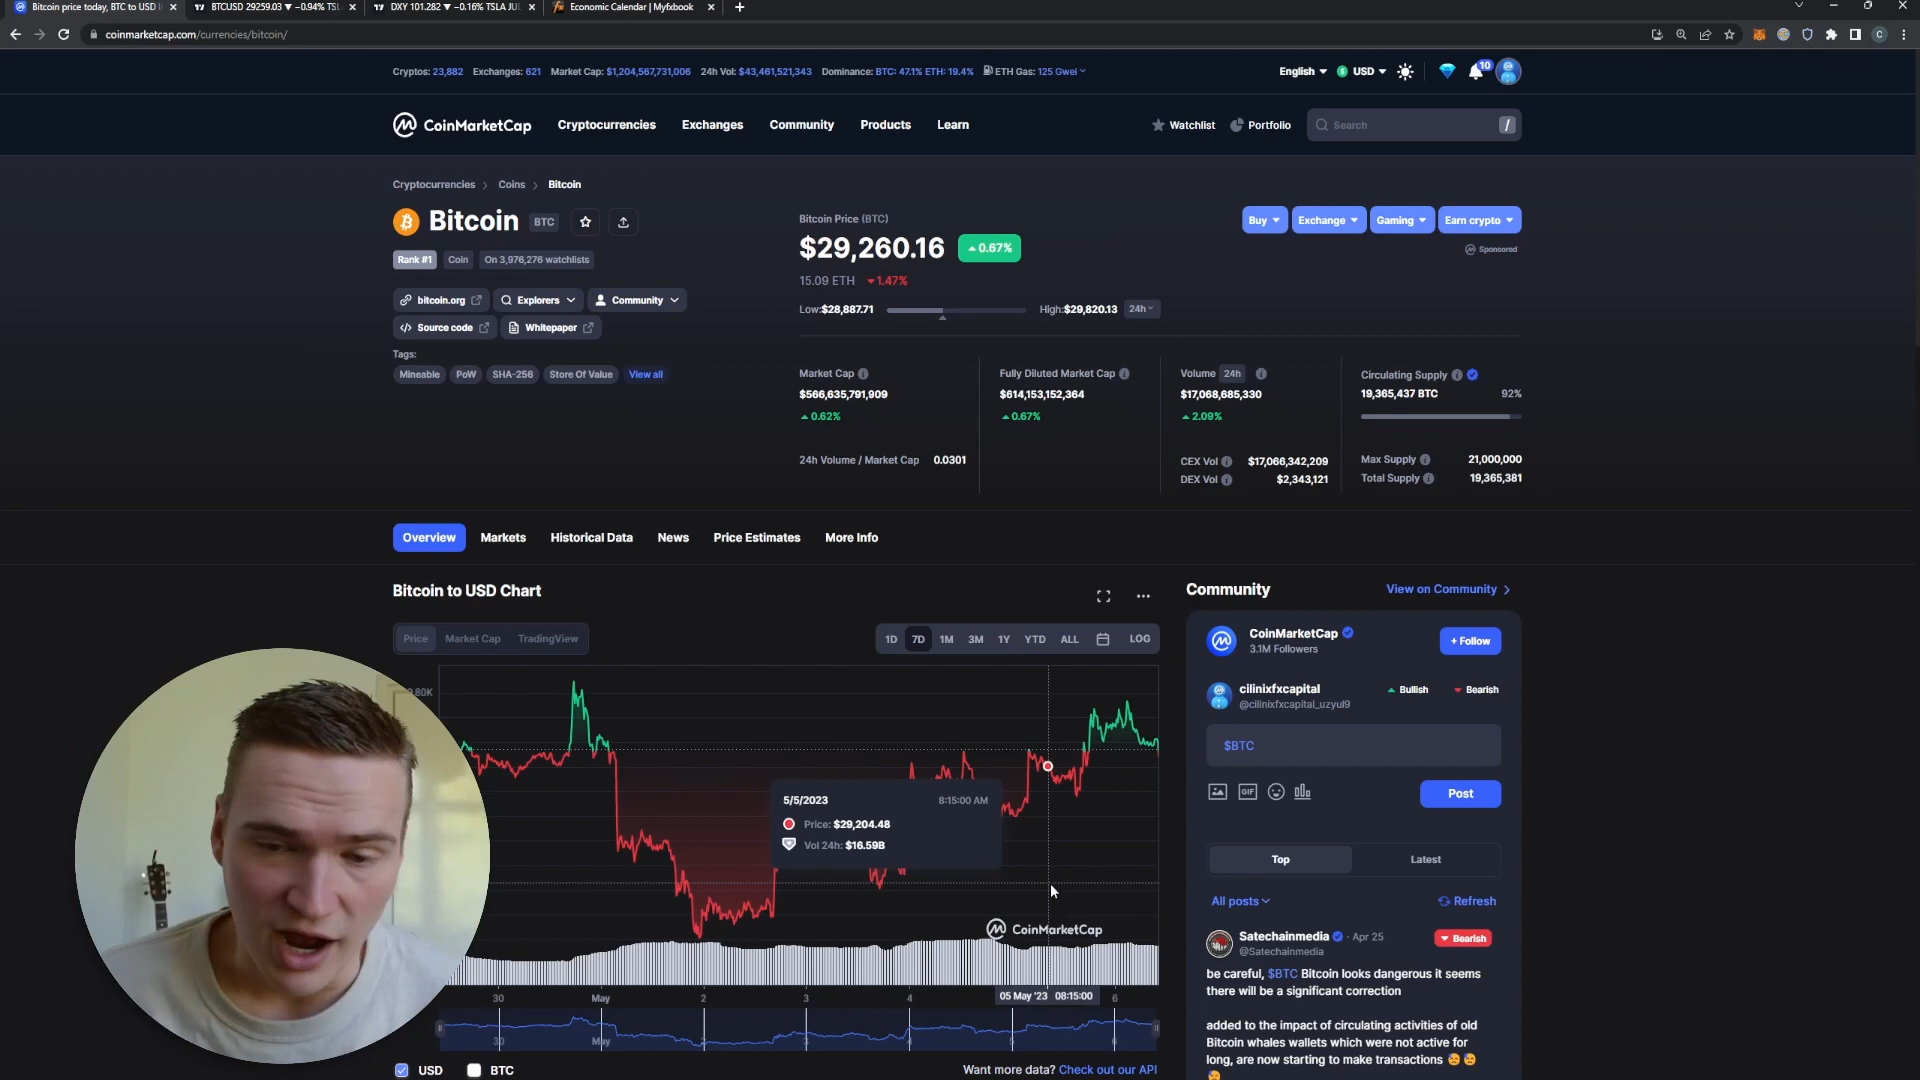 Bitcoin price today, BTC to USD l
BTCUSD 29259.03 ▼ −0.94% TSL
DXY 101.282 ▼ −0.16% TSLA JUL
Economic Calendar | Myfxbook
coinmarketcap.com/currencies/bitcoin/
Cryptos: 23,882 Exchanges: 621 Market Cap: $1,204,567,731,006 24h Vol: $43,461,521,343 Dominance: BTC: 47.1% ETH: 19.4% ETH Gas: 125 Gwei
English USD 10
CoinMarketCap Cryptocurrencies Exchanges Community Products Learn
Watchlist Portfolio Search /
Cryptocurrencies > Coins > Bitcoin
Bitcoin BTC
Rank #1 Coin On 3,976,276 watchlists
bitcoin.org Explorers Community
Source code Whitepaper
Tags:
Mineable PoW SHA-256 Store Of Value View all
Bitcoin Price (BTC)
$29,260.16 0.67%
15.09 ETH 1.47%
Low:$28,887.71 High:$29,820.13 24h
Buy Exchange Gaming Earn crypto
Sponsored
Market Cap
$566,635,791,909
0.62%
24h Volume / Market Cap 0.0301
Fully Diluted Market Cap
$614,153,152,364
0.67%
Volume 24h
$17,068,685,330
2.09%
CEX Vol $17,066,342,209
DEX Vol $2,343,121
Circulating Supply
19,365,437 BTC 92%
Max Supply 21,000,000
Total Supply 19,365,381
Overview Markets Historical Data News Price Estimates More Info
Bitcoin to USD Chart
Price Market Cap TradingView
1D 7D 1M 3M 1Y YTD ALL LOG
.80K
5/5/2023 8:15:00 AM
Price: $29,204.48
Vol 24h: $16.59B
CoinMarketCap
30 May 2 3 4 05 May '23 08:15:00 6
30 May 2 3 4 5 6
USD BTC
Want more data? Check out our API
Community View on Community >
CoinMarketCap
3.1M Followers
+ Follow
cilinixfxcapital
@cilinixfxcapital_uzyul9
Bullish Bearish
$BTC
GIF
Post
Top Latest
All posts Refresh
Satechainmedia · Apr 25
@Satechainmedia
Bearish
be careful, $BTC Bitcoin looks dangerous it seems
there will be a significant correction
added to the impact of circulating activities of old
Bitcoin whales wallets which were not active for
long, are now starting to make transactions